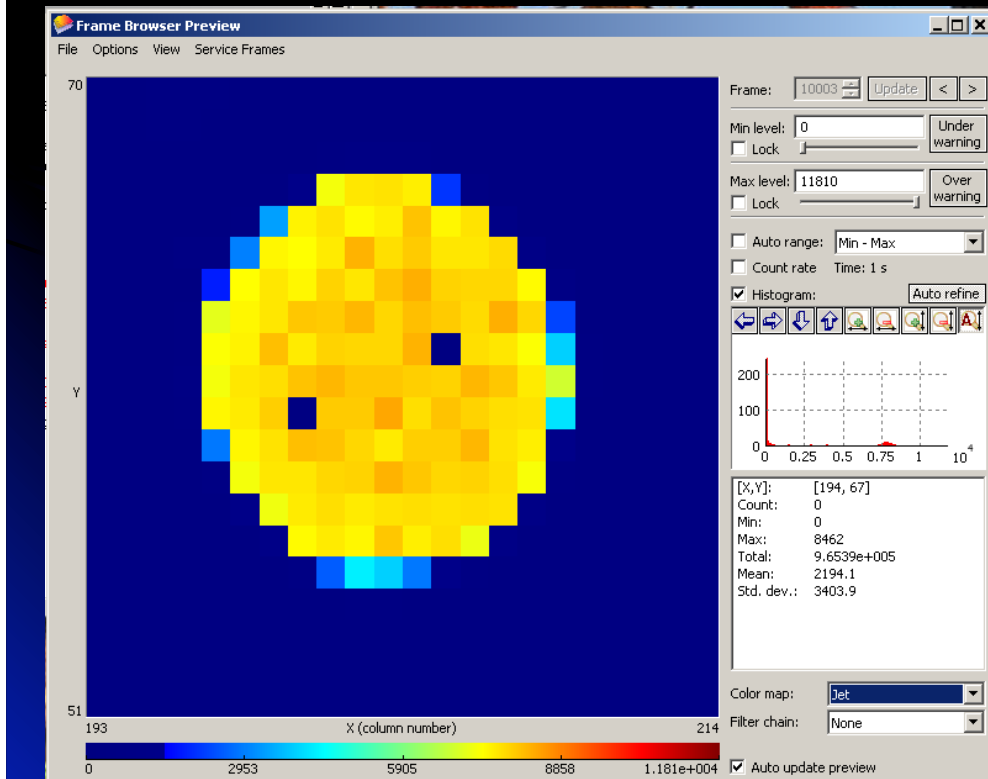 Frame Browser Preview
File Options View Service Frames
70
Y
51
193 X (column number) 214
0 2953 5905 8858 1.181e+004
Frame: 10003 Update < >
Min level: 0 Under warning
Lock
Max level: 11810 Over warning
Lock
Auto range: Min - Max
Count rate Time: 1 s
Histogram: Auto refine
A
200
100
0
0 0.25 0.5 0.75 1 10^4
[X,Y]: [194, 67]
Count: 0
Min: 0
Max: 8462
Total: 9.6539e+005
Mean: 2194.1
Std. dev.: 3403.9
Color map: Jet
Filter chain: None
Auto update preview